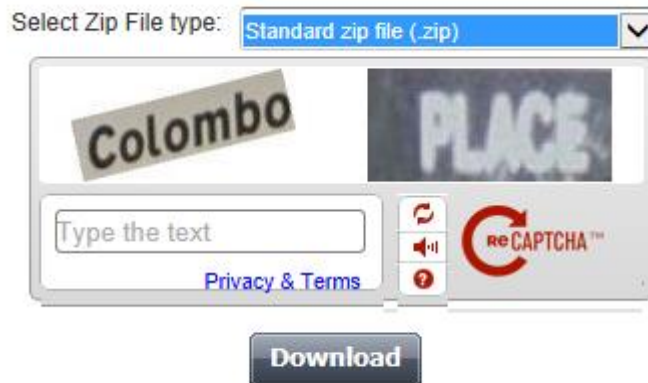 Select Zip File type: Standard zip file (.zip)
Colombo PLACE
Type the text
Privacy & Terms
ReCAPTCHA™
Download